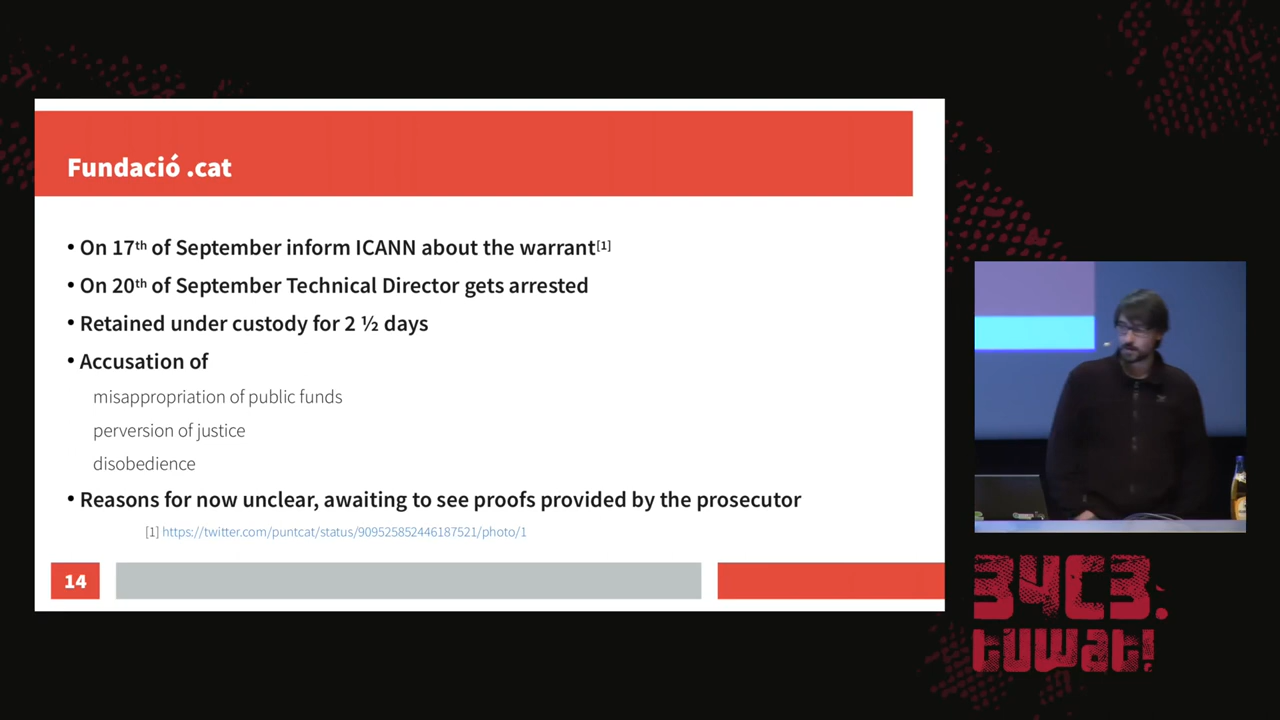 Fundació .cat
• On 17th of September inform ICANN about the warrant[1]
• On 20th of September Technical Director gets arrested
• Retained under custody for 2 ½ days
• Accusation of
misappropriation of public funds
perversion of justice
disobedience
• Reasons for now unclear, awaiting to see proofs provided by the prosecutor
[1] https://twitter.com/puntcat/status/909525852446187521/photo/1
14
34C3.
tuwat!